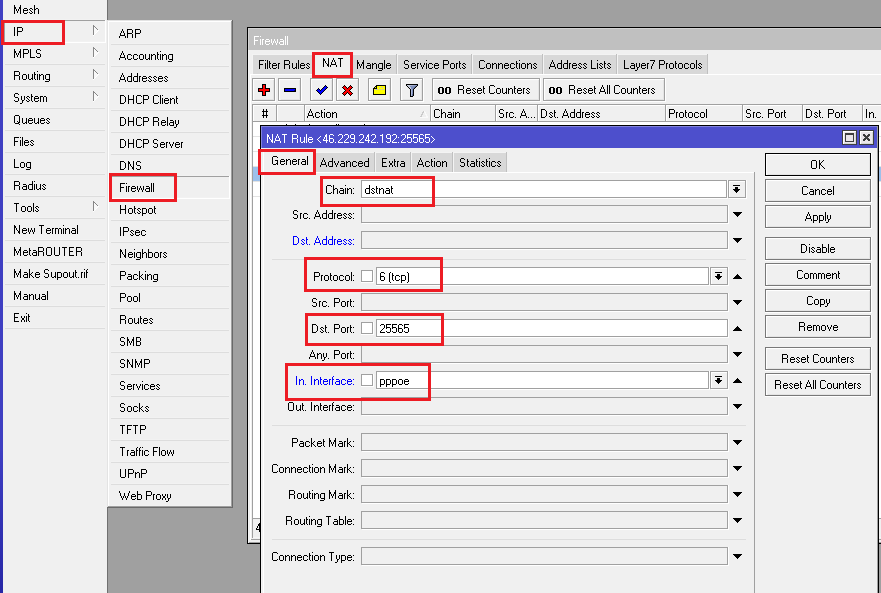 Mesh
IP
MPLS
Routing
System
Queues
Files
Log
Radius
Tools
New Terminal
MetaROUTER
Make Supout.rif
Manual
Exit
ARP
Accounting
Addresses
DHCP Client
DHCP Relay
DHCP Server
DNS
Firewall
Hotspot
IPsec
Neighbors
Packing
Pool
Routes
SMB
SNMP
Services
Socks
TFTP
Traffic Flow
UPnP
Web Proxy
Firewall
Filter Rules NAT Mangle Service Ports Connections Address Lists Layer7 Protocols
00 Reset Counters 00 Reset All Counters
# Action Chain Src. A... Dst. Address Protocol Src. Port Dst. Port In.
NAT Rule <46.229.242.192:25565>
General Advanced Extra Action Statistics
Chain: dstnat
Src. Address:
Dst. Address:
Protocol: 6 (tcp)
Src. Port:
Dst. Port: 25565
Any. Port:
In. Interface: pppoe
Out. Interface:
Packet Mark:
Connection Mark:
Routing Mark:
Routing Table:
Connection Type:
OK
Cancel
Apply
Disable
Comment
Copy
Remove
Reset Counters
Reset All Counters